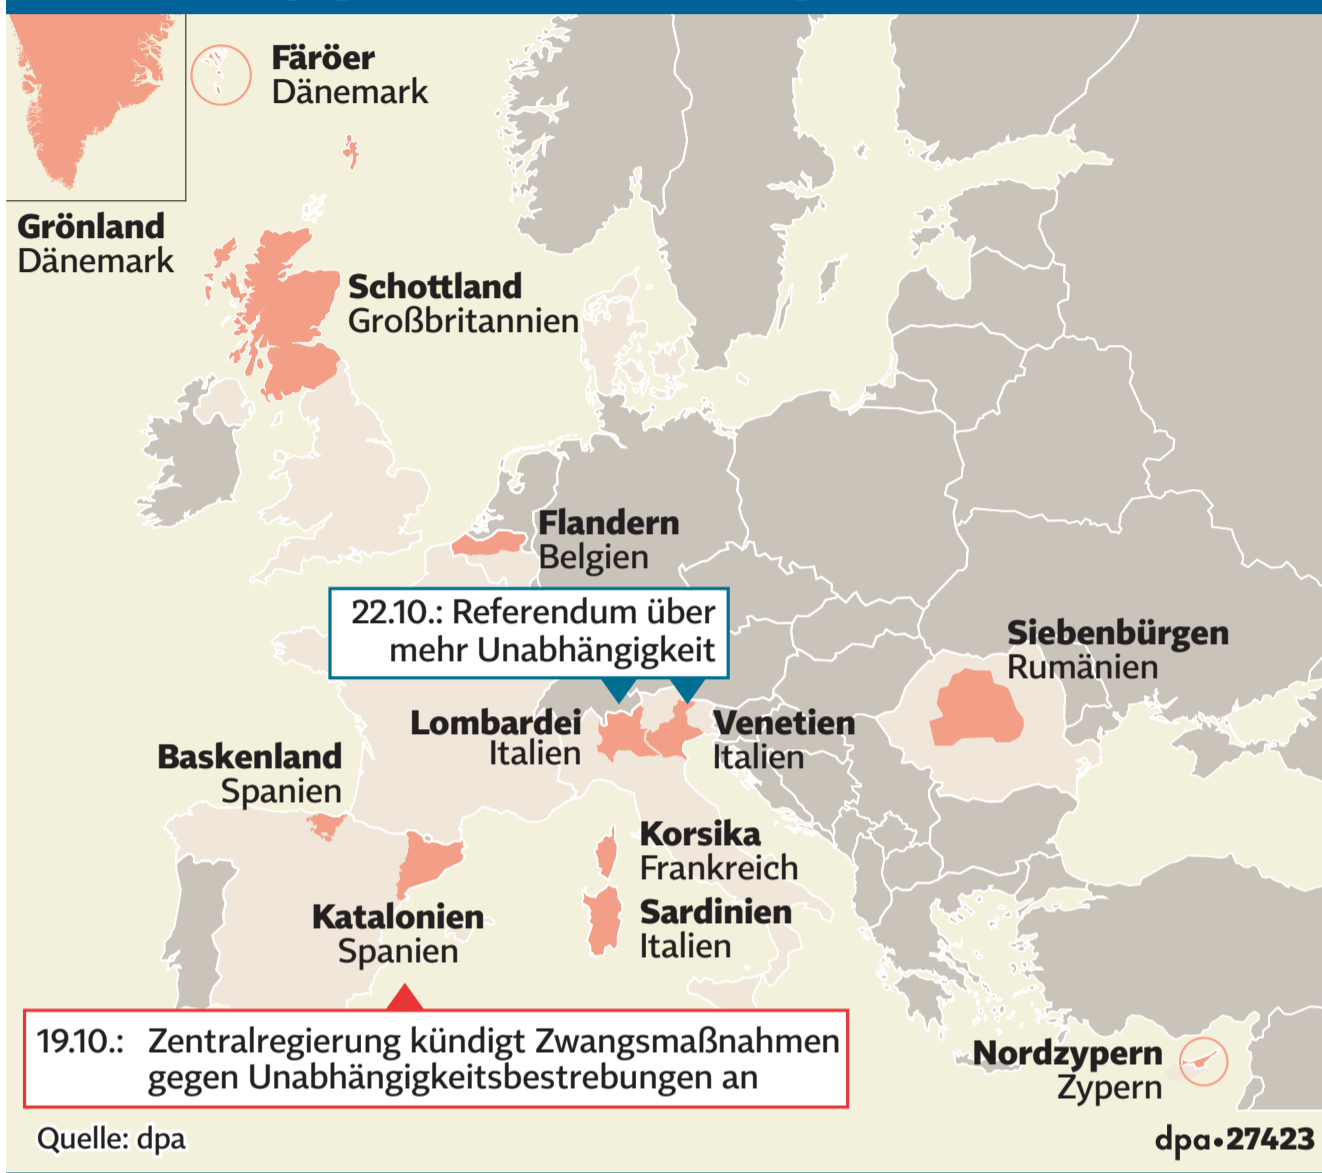 Färöer
Dänemark
Grönland
Dänemark
Schottland
Großbritannien
Flandern
Belgien
22.10.: Referendum über
mehr Unabhängigkeit
Siebenbürgen
Rumänien
Lombardei
Italien
Venetien
Italien
Baskenland
Spanien
Korsika
Frankreich
Katalonien
Spanien
Sardinien
Italien
19.10.: Zentralregierung kündigt Zwangsmaßnahmen
gegen Unabhängigkeitsbestrebungen an
Nordzypern
Zypern
Quelle: dpa
dpa•27423